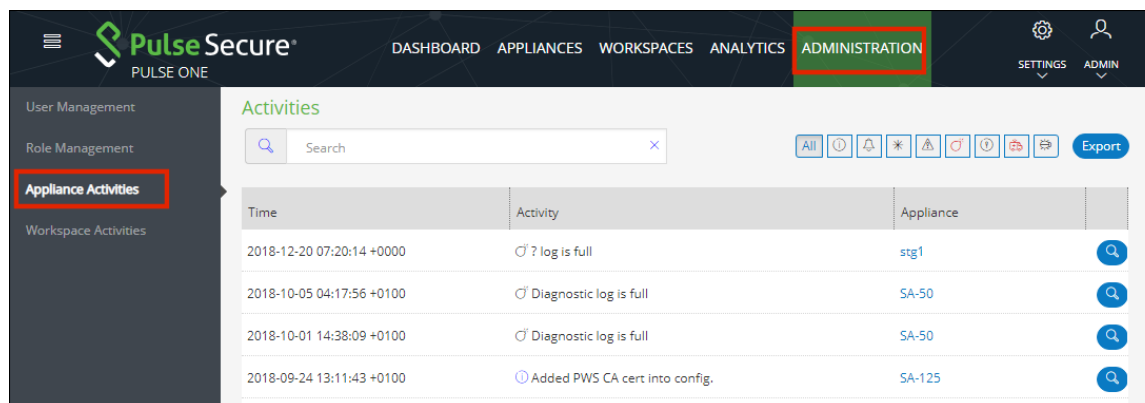 Pulse Secure®
PULSE ONE
DASHBOARD APPLIANCES WORKSPACES ANALYTICS ADMINISTRATION
SETTINGS ADMIN
User Management
Role Management
Appliance Activities
Workspace Activities
Activities
Search
All
Export
Time Activity Appliance
2018-12-20 07:20:14 +0000 ? log is full stg1
2018-10-05 04:17:56 +0100 Diagnostic log is full SA-50
2018-10-01 14:38:09 +0100 Diagnostic log is full SA-50
2018-09-24 13:11:43 +0100 Added PWS CA cert into config. SA-125